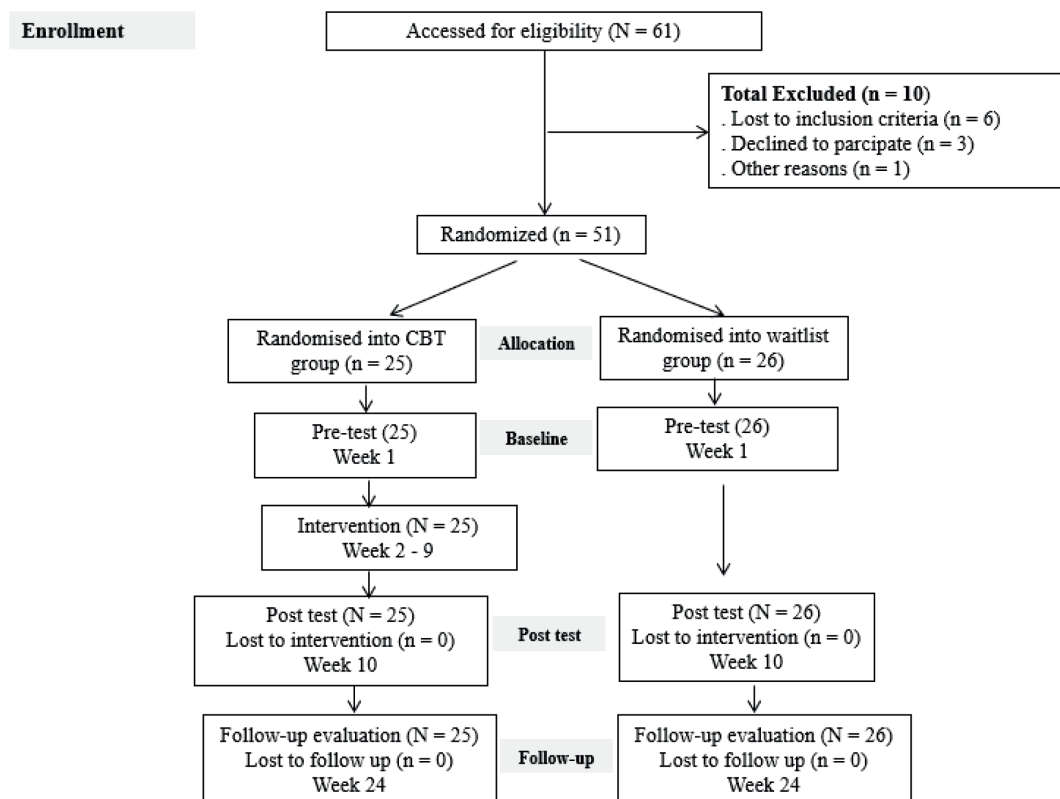 Enrollment
Accessed for eligibility (N = 61)
Total Excluded (n = 10)
. Lost to inclusion criteria (n = 6)
. Declined to parcipate (n = 3)
. Other reasons (n = 1)
Randomized (n = 51)
Randomised into CBT
group (n = 25)
Allocation
Randomised into waitlist
group (n = 26)
Pre-test (25)
Week 1
Baseline
Pre-test (26)
Week 1
Intervention (N = 25)
Week 2 - 9
Post test (N = 25)
Lost to intervention (n = 0)
Week 10
Post test
Post test (N = 26)
Lost to intervention (n = 0)
Week 10
Follow-up evaluation (N = 25)
Lost to follow up (n = 0)
Week 24
Follow-up
Follow-up evaluation (N = 26)
Lost to follow up (n = 0)
Week 24